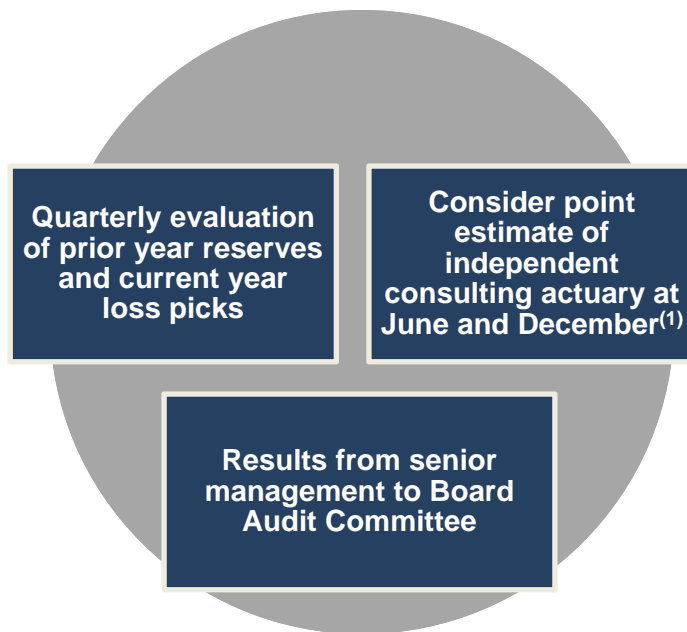 Quarterly evaluation
of prior year reserves
and current year
loss picks
Consider point
estimate of
independent
consulting actuary at
June and December(1)
Results from senior
management to Board
Audit Committee